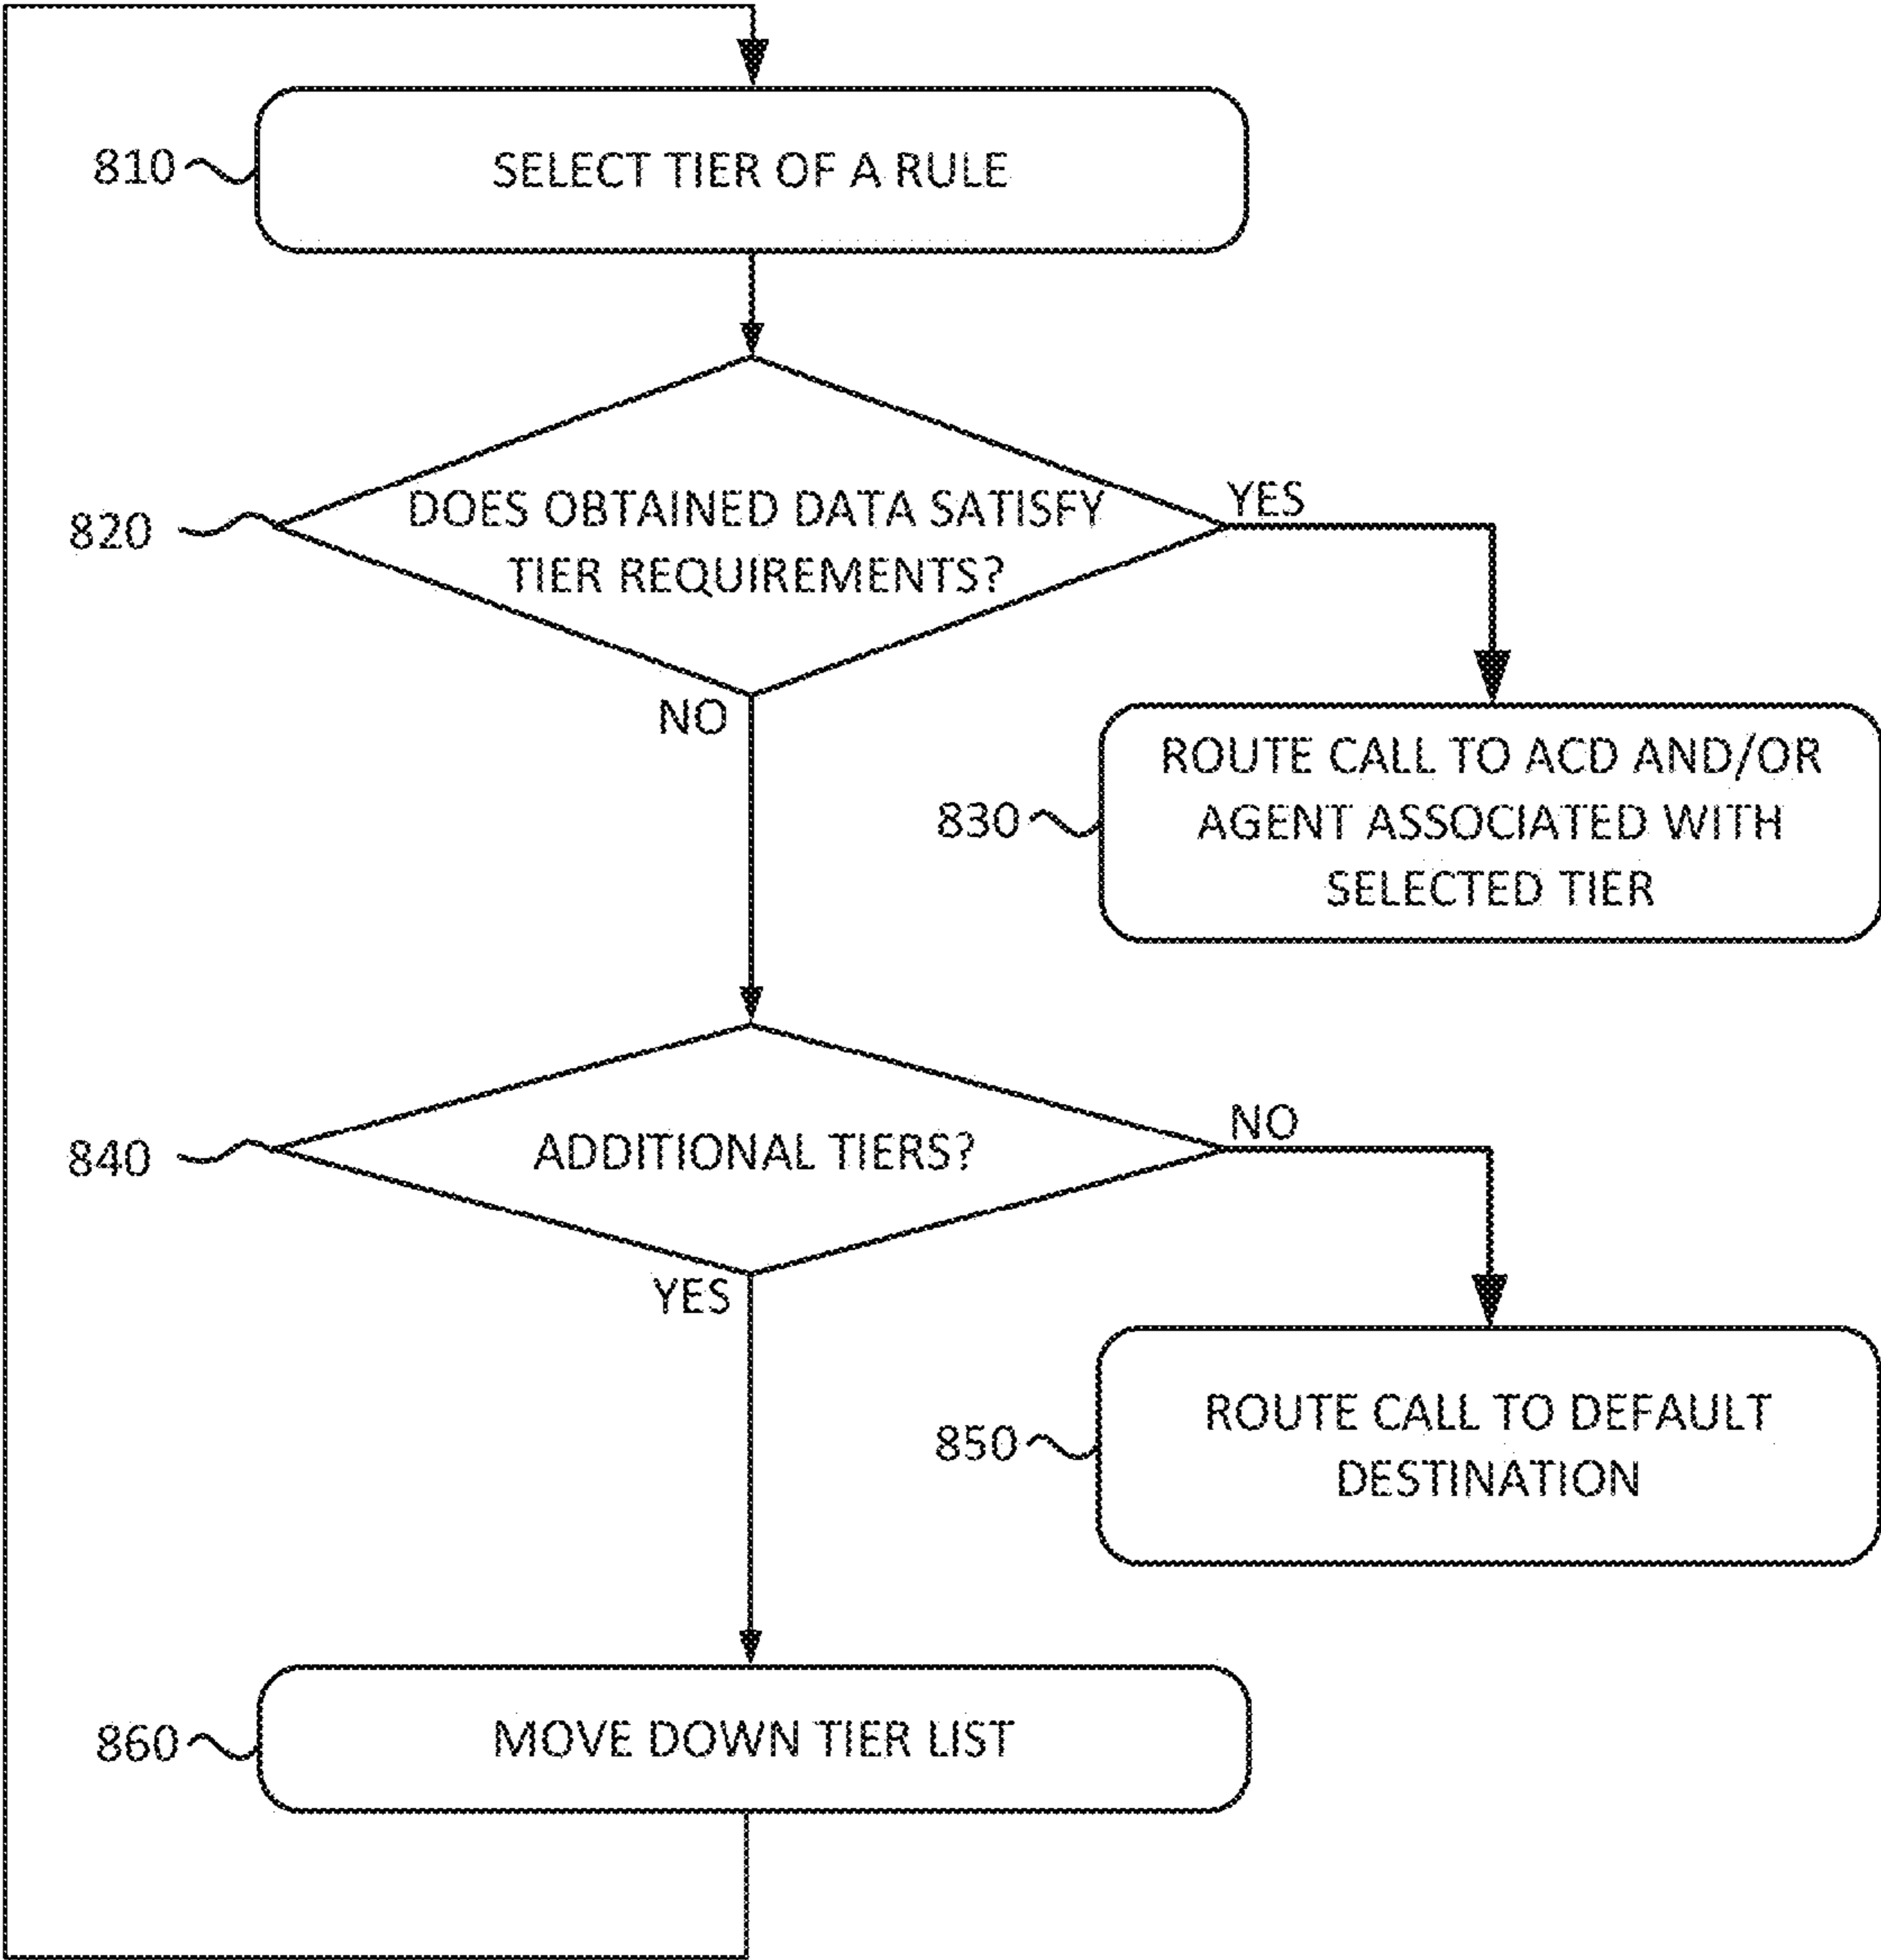 810
SELECT TIER OF A RULE
820
DOES OBTAINED DATA SATISFY
TIER REQUIREMENTS?
YES
NO
830
ROUTE CALL TO ACD AND/OR
AGENT ASSOCIATED WITH
SELECTED TIER
840
ADDITIONAL TIERS?
NO
YES
850
ROUTE CALL TO DEFAULT
DESTINATION
860
MOVE DOWN TIER LIST